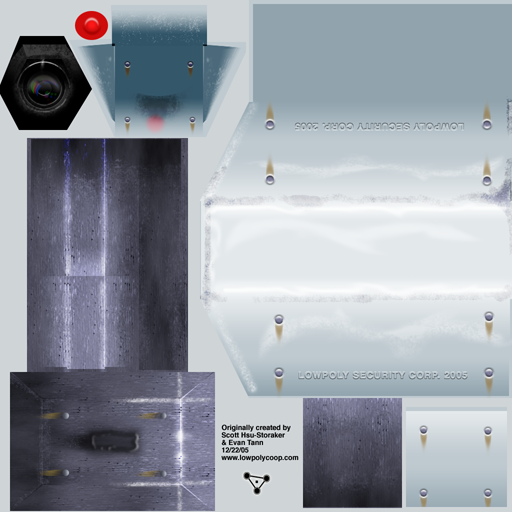 LOWPOLY SECURITY CORP. 2005
LOWPOLY SECURITY CORP. 2005
Originally created by
Scott Hsu-Storaker
& Evan Tann
12/22/05
www.lowpolycoop.com